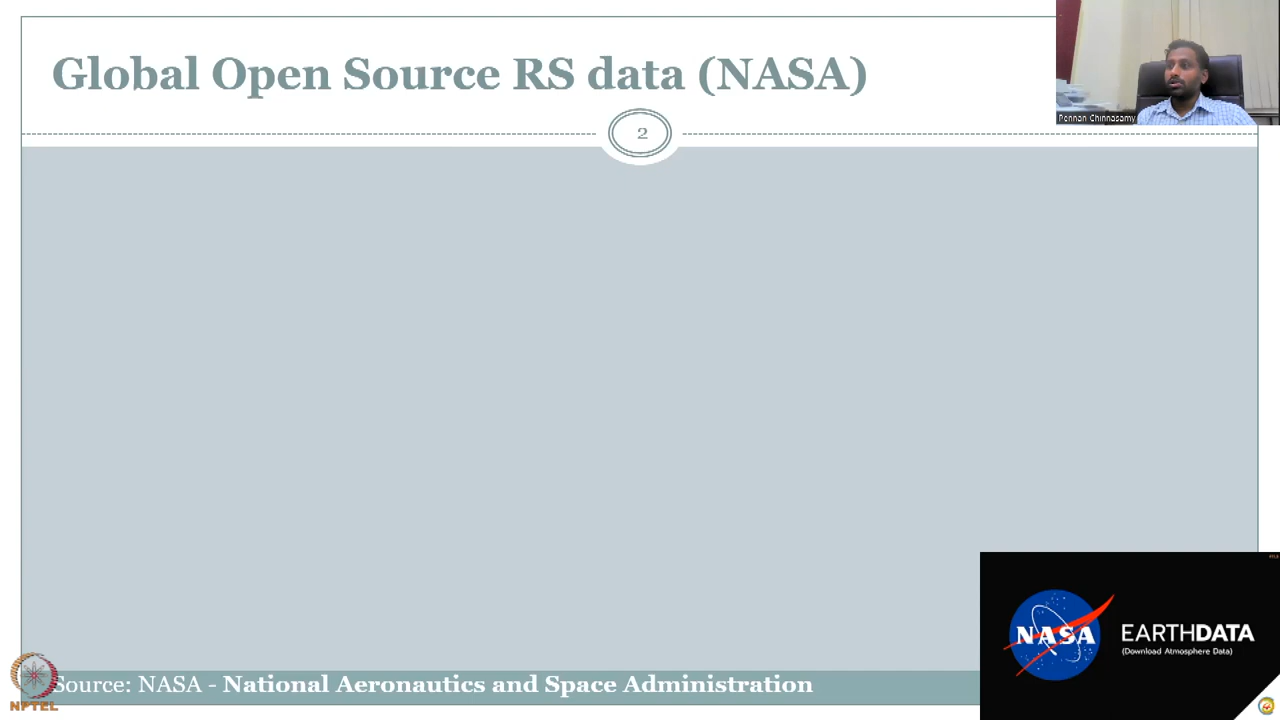 Global Open Source RS data (NASA)
2
Pennan Chinnasamy
NASA
EARTHDATA
(Download Atmosphere Data)
Source: NASA - National Aeronautics and Space Administration
NPTEL